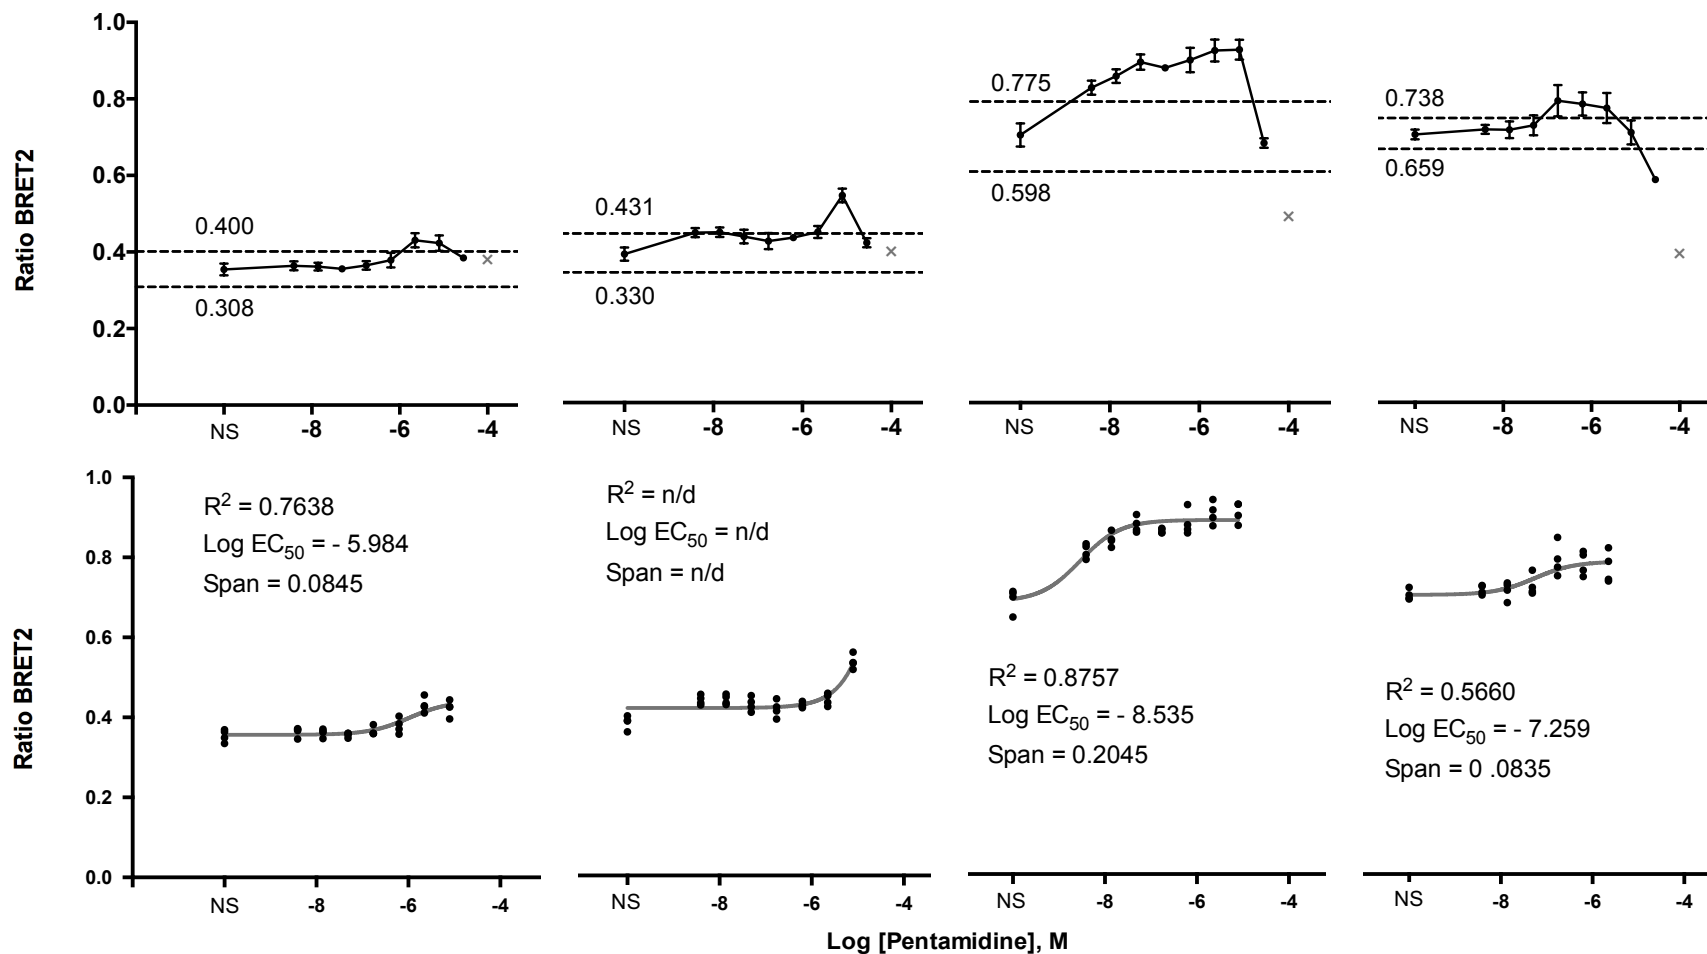 Ratio BRET2
1.0
0.8
0.6
0.4
0.2
0.0
0.400
0.308
NS -8 -6 -4
0.431
0.330
NS -8 -6 -4
0.775
0.598
NS -8 -6 -4
0.738
0.659
NS -8 -6 -4
Ratio BRET2
1.0
0.8
0.6
0.4
0.2
0.0
R² = 0.7638
Log EC₅₀ = - 5.984
Span = 0.0845
NS -8 -6 -4
R² = n/d
Log EC₅₀ = n/d
Span = n/d
NS -8 -6 -4
R² = 0.8757
Log EC₅₀ = - 8.535
Span = 0.2045
NS -8 -6 -4
R² = 0.5660
Log EC₅₀ = - 7.259
Span = 0 .0835
NS -8 -6 -4
Log [Pentamidine], M